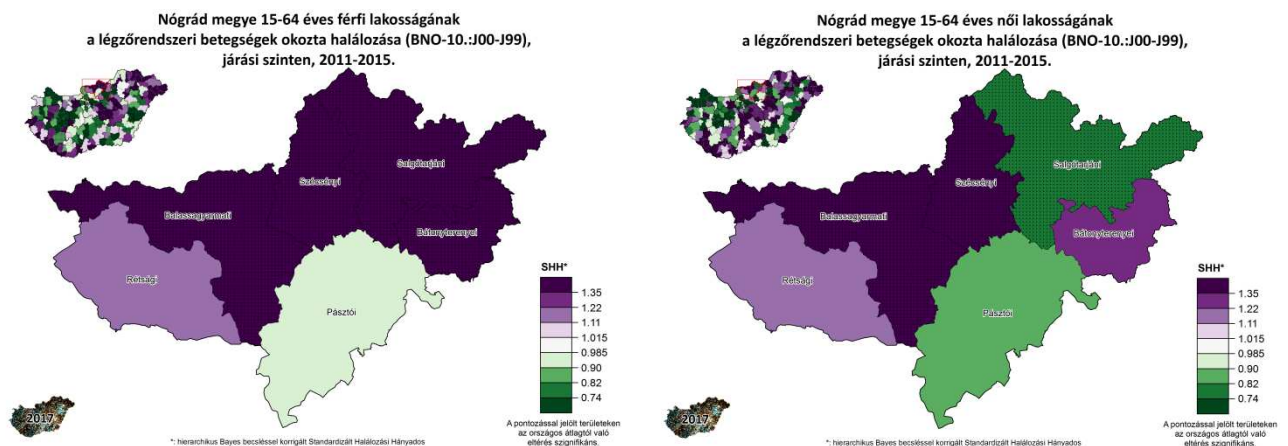 Nógrád megye 15-64 éves férfi lakosságának
a légzőrendszeri betegségek okozta halálozása (BNO-10.:J00-J99),
járási szinten, 2011-2015.
Salgótarjáni
Szécsényi
Balassagyarmati
Bátonyterenyei
Rétsági
Pásztói
SHH*
1.35
1.22
1.11
1.015
0.985
0.90
0.82
0.74
2017
A pontozással jelölt területeken
az országos átlagtól való
eltérés szignifikáns.
*: hierarchikus Bayes becsléssel korrigált Standardizált Halálozási Hányados
Nógrád megye 15-64 éves női lakosságának
a légzőrendszeri betegségek okozta halálozása (BNO-10.:J00-J99),
járási szinten, 2011-2015.
Salgótarjáni
Szécsényi
Balassagyarmati
Bátonyterenyei
Rétsági
Pásztói
SHH*
1.35
1.22
1.11
1.015
0.985
0.90
0.82
0.74
2017
A pontozással jelölt területeken
az országos átlagtól való
eltérés szignifikáns.
*: hierarchikus Bayes becsléssel korrigált Standardizált Halálozási Hányados